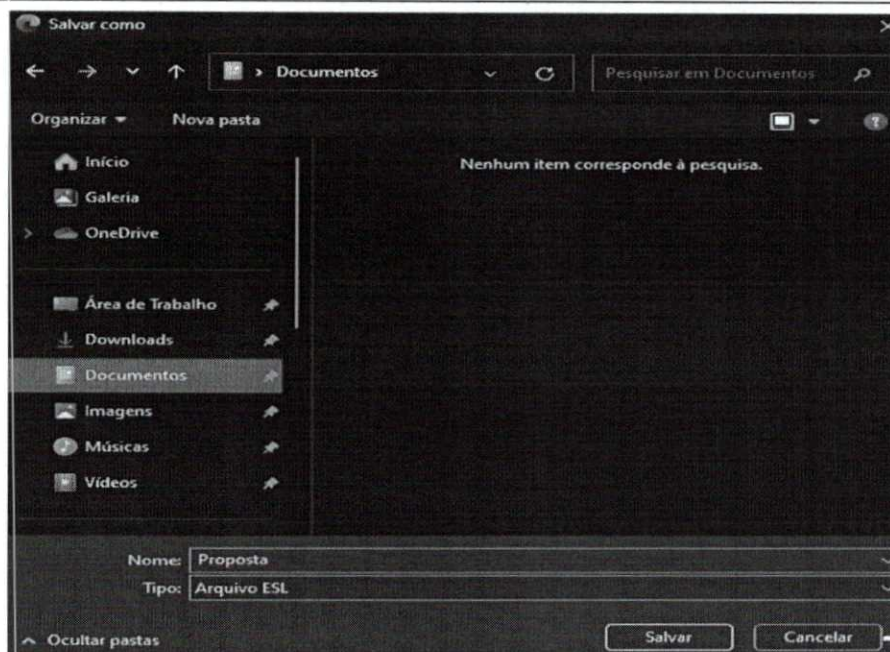 Salvar como
Documentos
Pesquisar em Documentos
Organizar
Nova pasta
Início
Nenhum item corresponde à pesquisa.
Galeria
OneDrive
Área de Trabalho
Downloads
Documentos
Imagens
Músicas
Vídeos
Nome: Proposta
Tipo: Arquivo ESL
Ocultar pastas
Salvar
Cancelar